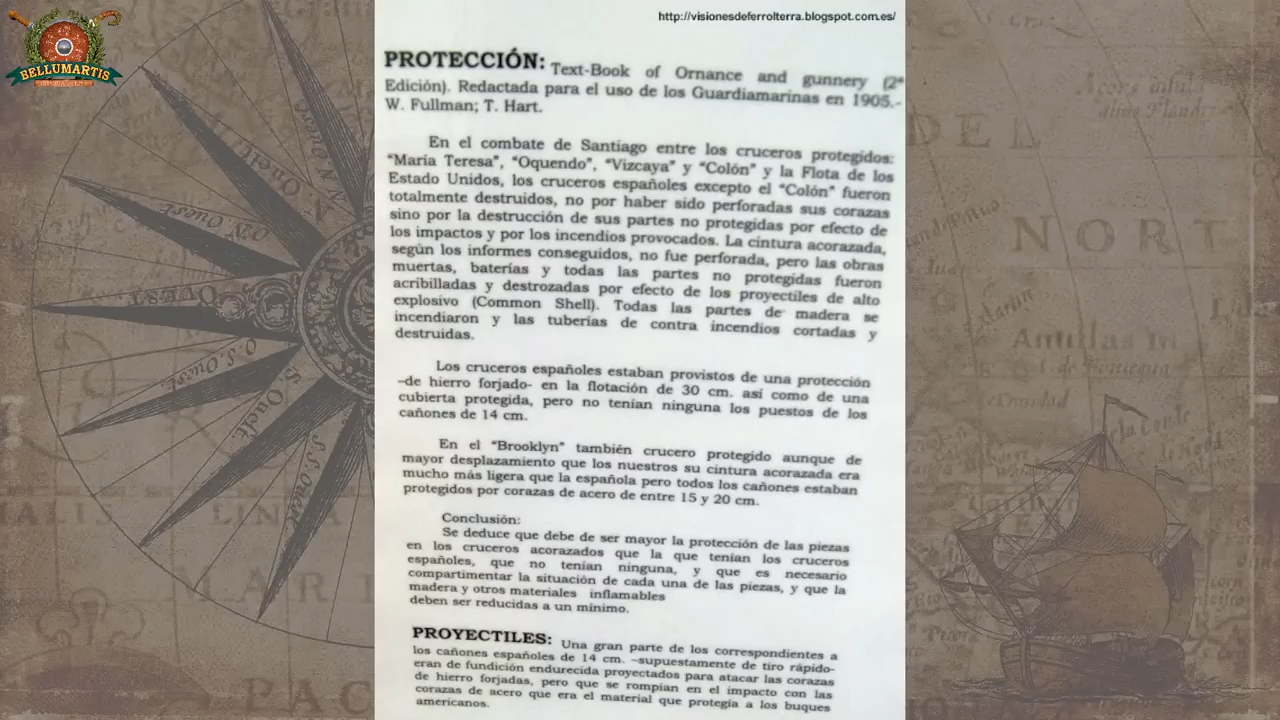 http://visionesdeferrolterra.blogspot.com.es/
BELLUMARTIS
PROTECCIÓN: Text-Book of Ornance and gunnery (2ª
Edición). Redactada para el uso de los Guardiamarinas en 1905.-
W. Fullman; T. Hart.
En el combate de Santiago entre los cruceros protegidos:
"María Teresa", "Oquendo", "Vizcaya" y "Colón" y la Flota de los
Estado Unidos, los cruceros españoles excepto el "Colón" fueron
totalmente destruidos, no por haber sido perforadas sus corazas
sino por la destrucción de sus partes no protegidas por efecto de
los impactos y por los incendios provocados. La cintura acorazada,
según los informes conseguidos, no fue perforada, pero las obras
muertas, baterías y todas las partes no protegidas fueron
acribilladas y destrozadas por efecto de los proyectiles de alto
explosivo (Common Shell). Todas las partes de madera se
incendiaron y las tuberías de contra incendios cortadas y
destruidas.
Los cruceros españoles estaban provistos de una protección
–de hierro forjado- en la flotación de 30 cm. así como de una
cubierta protegida, pero no tenían ninguna los puestos de los
cañones de 14 cm.
En el "Brooklyn" también crucero protegido aunque de
mayor desplazamiento que los nuestros su cintura acorazada era
mucho más ligera que la española pero todos los cañones estaban
protegidos por corazas de acero de entre 15 y 20 cm.
Conclusión:
Se deduce que debe de ser mayor la protección de las piezas
en los cruceros acorazados que la que tenían los cruceros
españoles, que no tenían ninguna, y que es necesario
compartimentar la situación de cada una de las piezas, y que la
madera y otros materiales inflamables
deben ser reducidas a un mínimo.
PROYECTILES: Una gran parte de los correspondientes a
los cañones españoles de 14 cm. –supuestamente de tiro rápido-
eran de fundición endurecida proyectados para atacar las corazas
de hierro forjadas, pero que se rompían en el impacto con las
corazas de acero que era el material que protegía a los buques
americanos.
DEL
NORT
Antillas
OUEST
O.S.Ouest
MAR
PAC